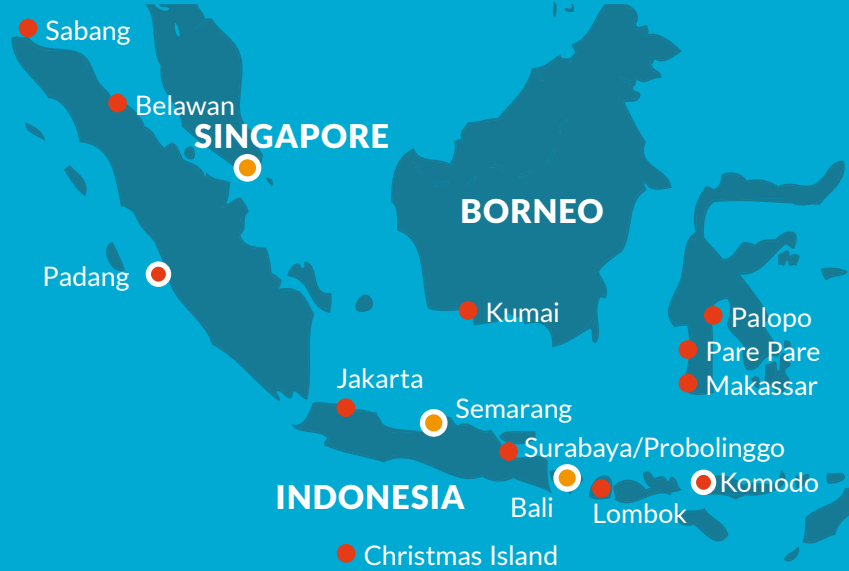 Sabang
Belawan
SINGAPORE
BORNEO
Padang
Kumai
Palopo
Pare Pare
Makassar
Jakarta
Semarang
Surabaya/Probolinggo
Komodo
INDONESIA
Bali
Lombok
Christmas Island